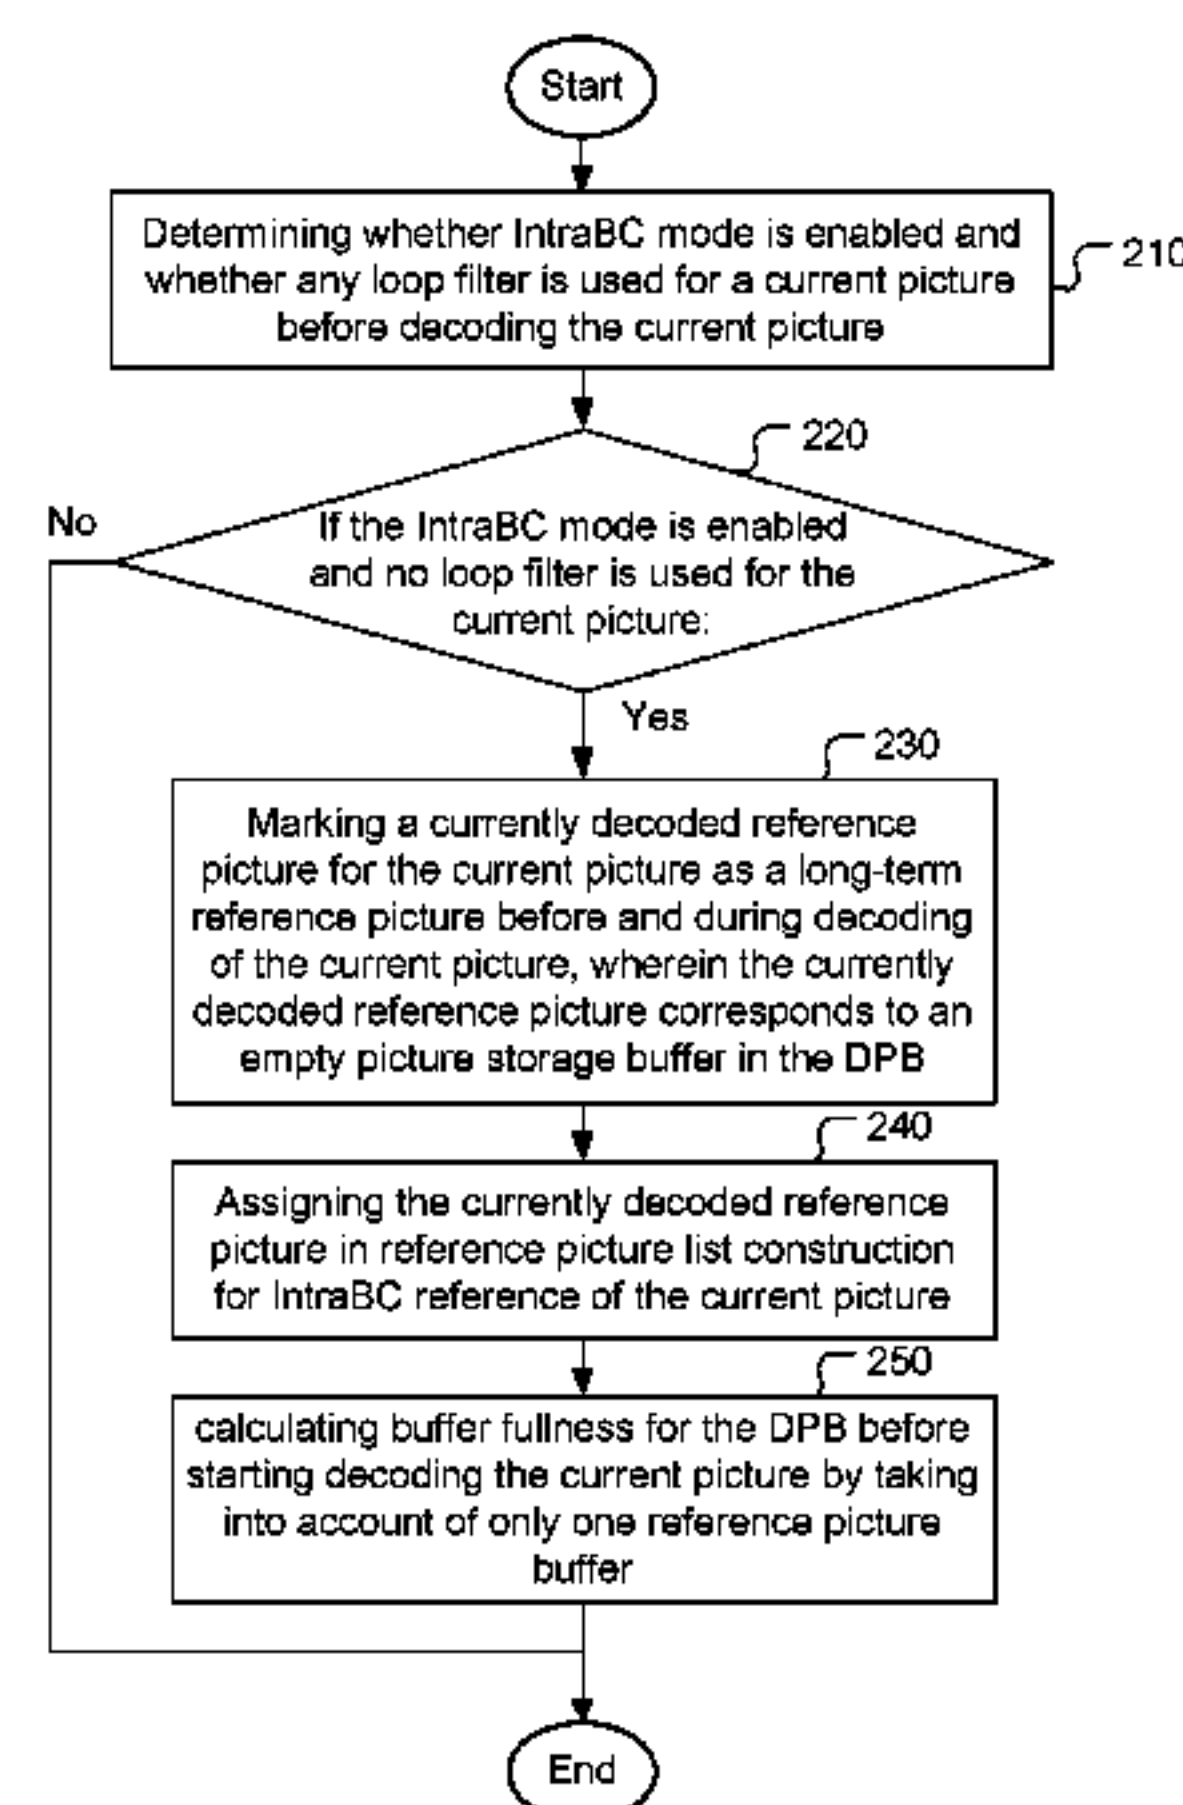 Start
Determining whether IntraBC mode is enabled and
whether any loop filter is used for a current picture
before decoding the current picture
210
220
No
If the IntraBC mode is enabled
and no loop filter is used for the
current picture:
Yes
230
Marking a currently decoded reference
picture for the current picture as a long-term
reference picture before and during decoding
of the current picture, wherein the currently
decoded reference picture corresponds to an
empty picture storage buffer in the DPB
240
Assigning the currently decoded reference
picture in reference picture list construction
for IntraBC reference of the current picture
250
calculating buffer fullness for the DPB before
starting decoding the current picture by taking
into account of only one reference picture
buffer
End